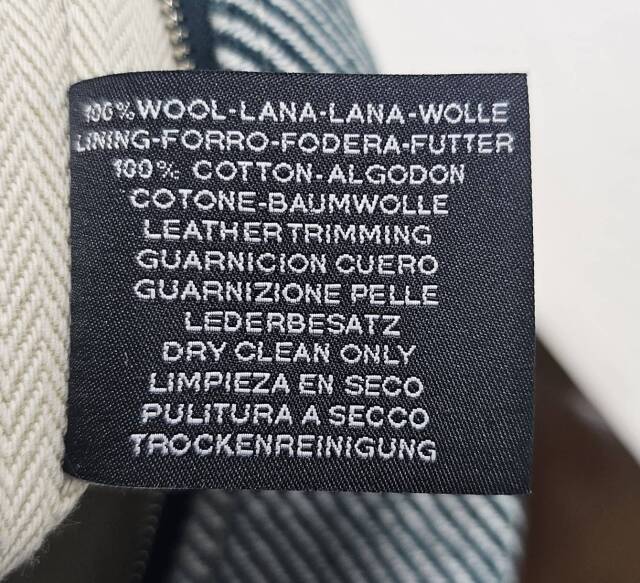 100% WOOL-LANA-LANA-WOLLE
LINING-FORRO-FODERA-FUTTER
100% COTTON-ALGODON
COTONE-BAUMWOLLE
LEATHER TRIMMING
GUARNICION CUERO
GUARNIZIONE PELLE
LEDERBESATZ
DRY CLEAN ONLY
LIMPIEZA EN SECO
PULITURA A SECCO
TROCKENREINIGUNG